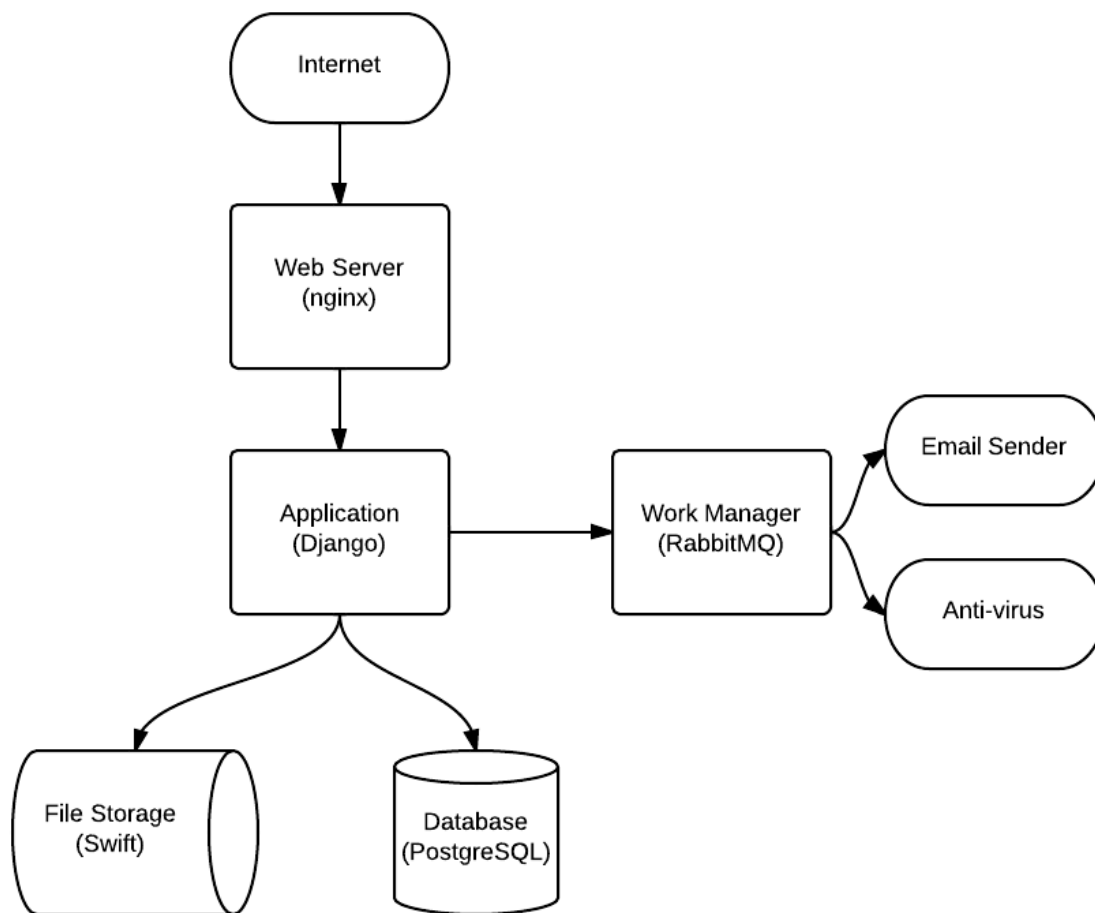 Internet
Web Server
(nginx)
Application
(Django)
Work Manager
(RabbitMQ)
Email Sender
Anti-virus
File Storage
(Swift)
Database
(PostgreSQL)